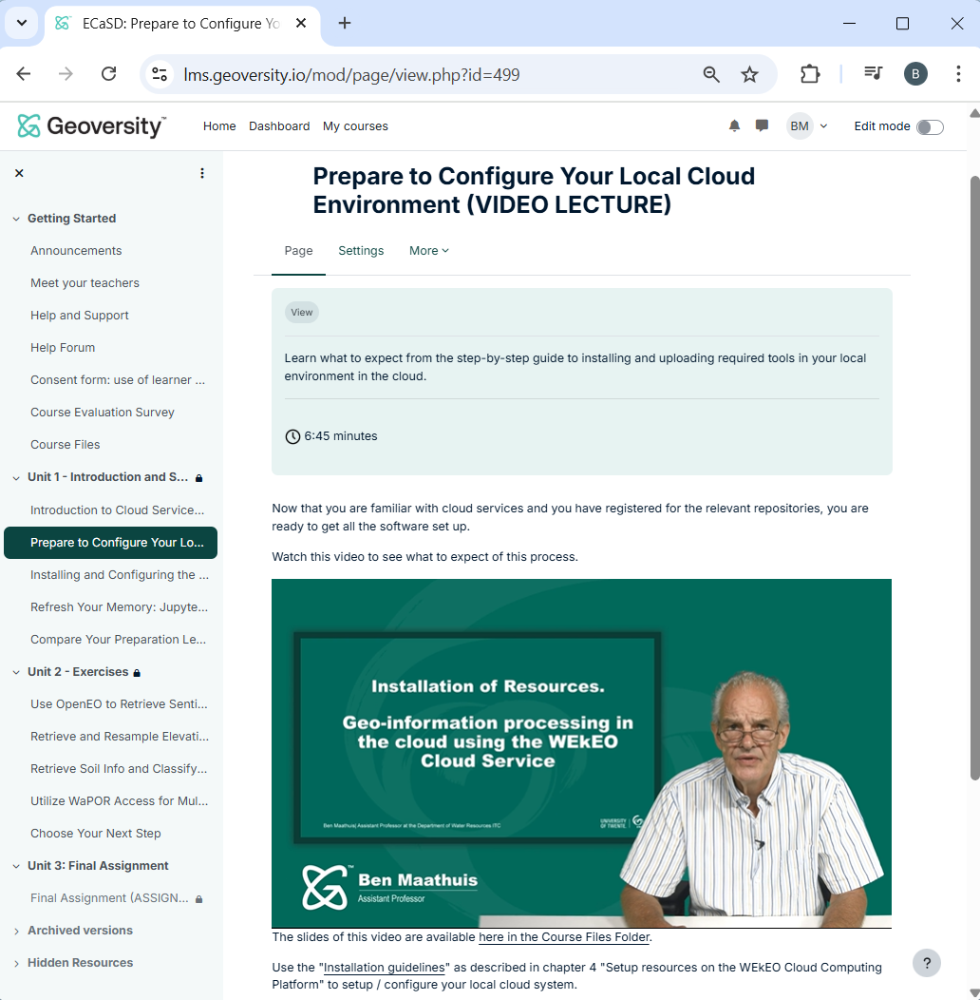 ECaSD: Prepare to Configure Yo
lms.geoversity.io/mod/page/view.php?id=499
B
Geoversity™
Home
Dashboard
My courses
BM
Edit mode
Getting Started
Announcements
Meet your teachers
Help and Support
Help Forum
Consent form: use of learner ...
Course Evaluation Survey
Course Files
Unit 1 - Introduction and S...
Introduction to Cloud Service...
Prepare to Configure Your Lo...
Installing and Configuring the ...
Refresh Your Memory: Jupyte...
Compare Your Preparation Le...
Unit 2 - Exercises
Use OpenEO to Retrieve Senti...
Retrieve and Resample Elevati...
Retrieve Soil Info and Classify...
Utilize WaPOR Access for Mul...
Choose Your Next Step
Unit 3: Final Assignment
Final Assignment (ASSIGN...
Archived versions
Hidden Resources
Prepare to Configure Your Local Cloud
Environment (VIDEO LECTURE)
Page
Settings
More
View
Learn what to expect from the step-by-step guide to installing and uploading required tools in your local
environment in the cloud.
6:45 minutes
Now that you are familiar with cloud services and you have registered for the relevant repositories, you are
ready to get all the software set up.
Watch this video to see what to expect of this process.
Installation of Resources.
Geo-information processing in
the cloud using the WEkEO
Cloud Service
Ben Maathuis| Assistant Professor at the Department of Water Resources ITC
UNIVERSITY
OF TWENTE.
™
Ben Maathuis
Assistant Professor
The slides of this video are available here in the Course Files Folder.
Use the "Installation guidelines" as described in chapter 4 "Setup resources on the WEkEO Cloud Computing
Platform" to setup / configure your local cloud system.
?